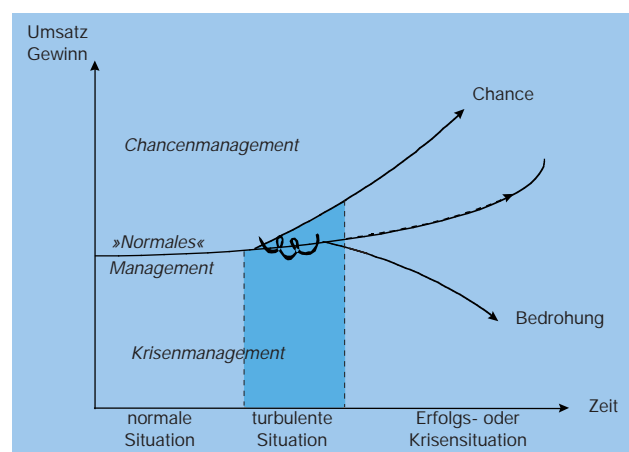 Umsatz
Gewinn
Chance
Chancenmanagement
»Normales«
Management
Bedrohung
Krisenmanagement
Zeit
normale
Situation
turbulente
Situation
Erfolgs- oder
Krisensituation